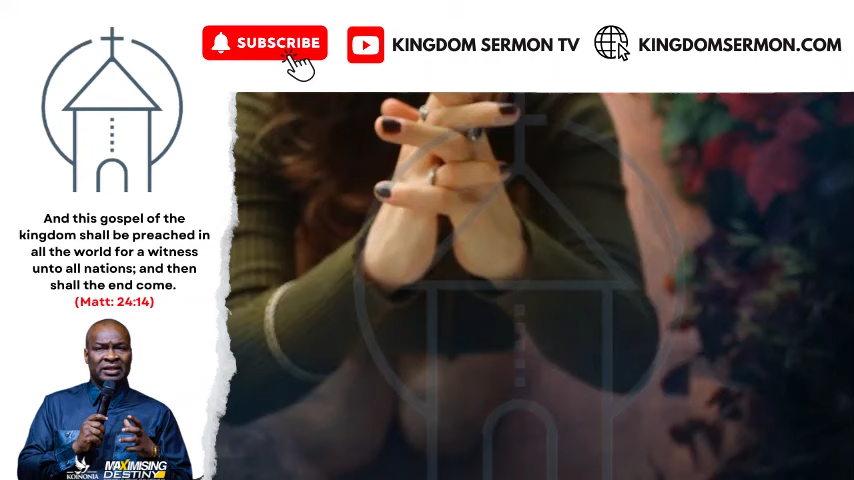 SUBSCRIBE
KINGDOM SERMON TV
KINGDOMSERMON.COM
And this gospel of the
kingdom shall be preached in
all the world for a witness
unto all nations; and then
shall the end come.
(Matt: 24:14)
KOINONIA
MAXIMISING
DESTINY